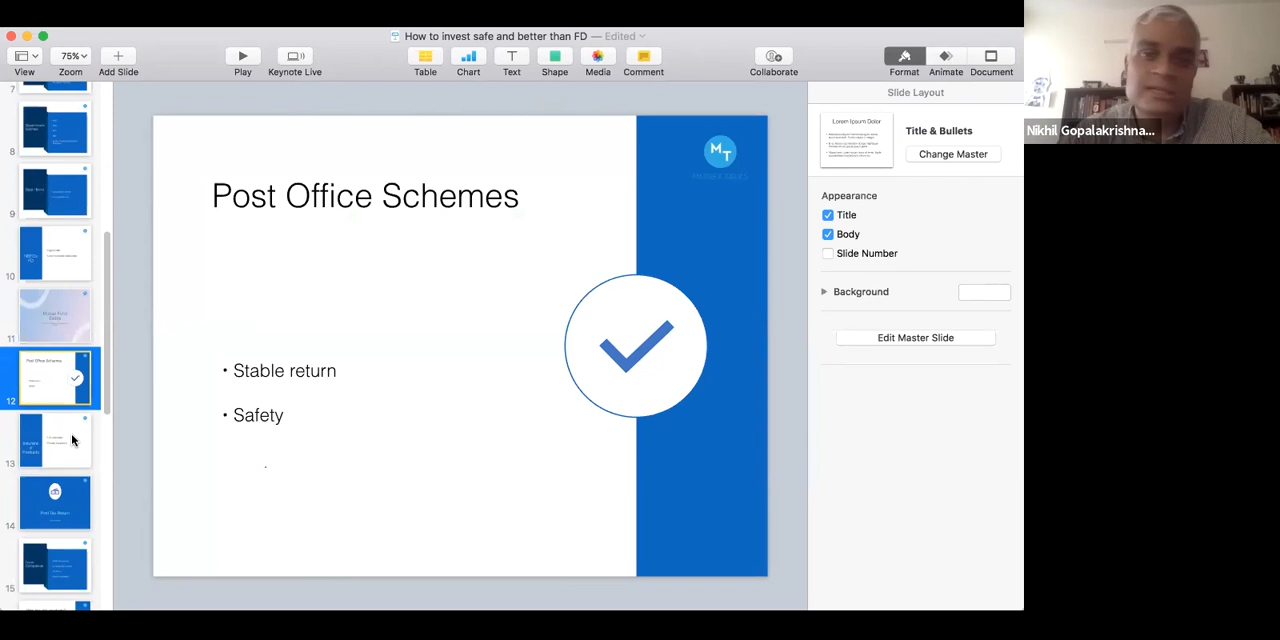 How to invest safe and better than FD — Edited
75%
View
Zoom
Add Slide
Play
Keynote Live
Table
Chart
Text
Shape
Media
Comment
Collaborate
Format
Animate
Document
Nikhil Gopalakrishna...
7
8
9
10
11
12
13
14
15
Post Office Schemes
MT
• Stable return
• Safety
Slide Layout
Lorem Ipsum Dolor
Title & Bullets
Change Master
Appearance
Title
Body
Slide Number
Background
Edit Master Slide